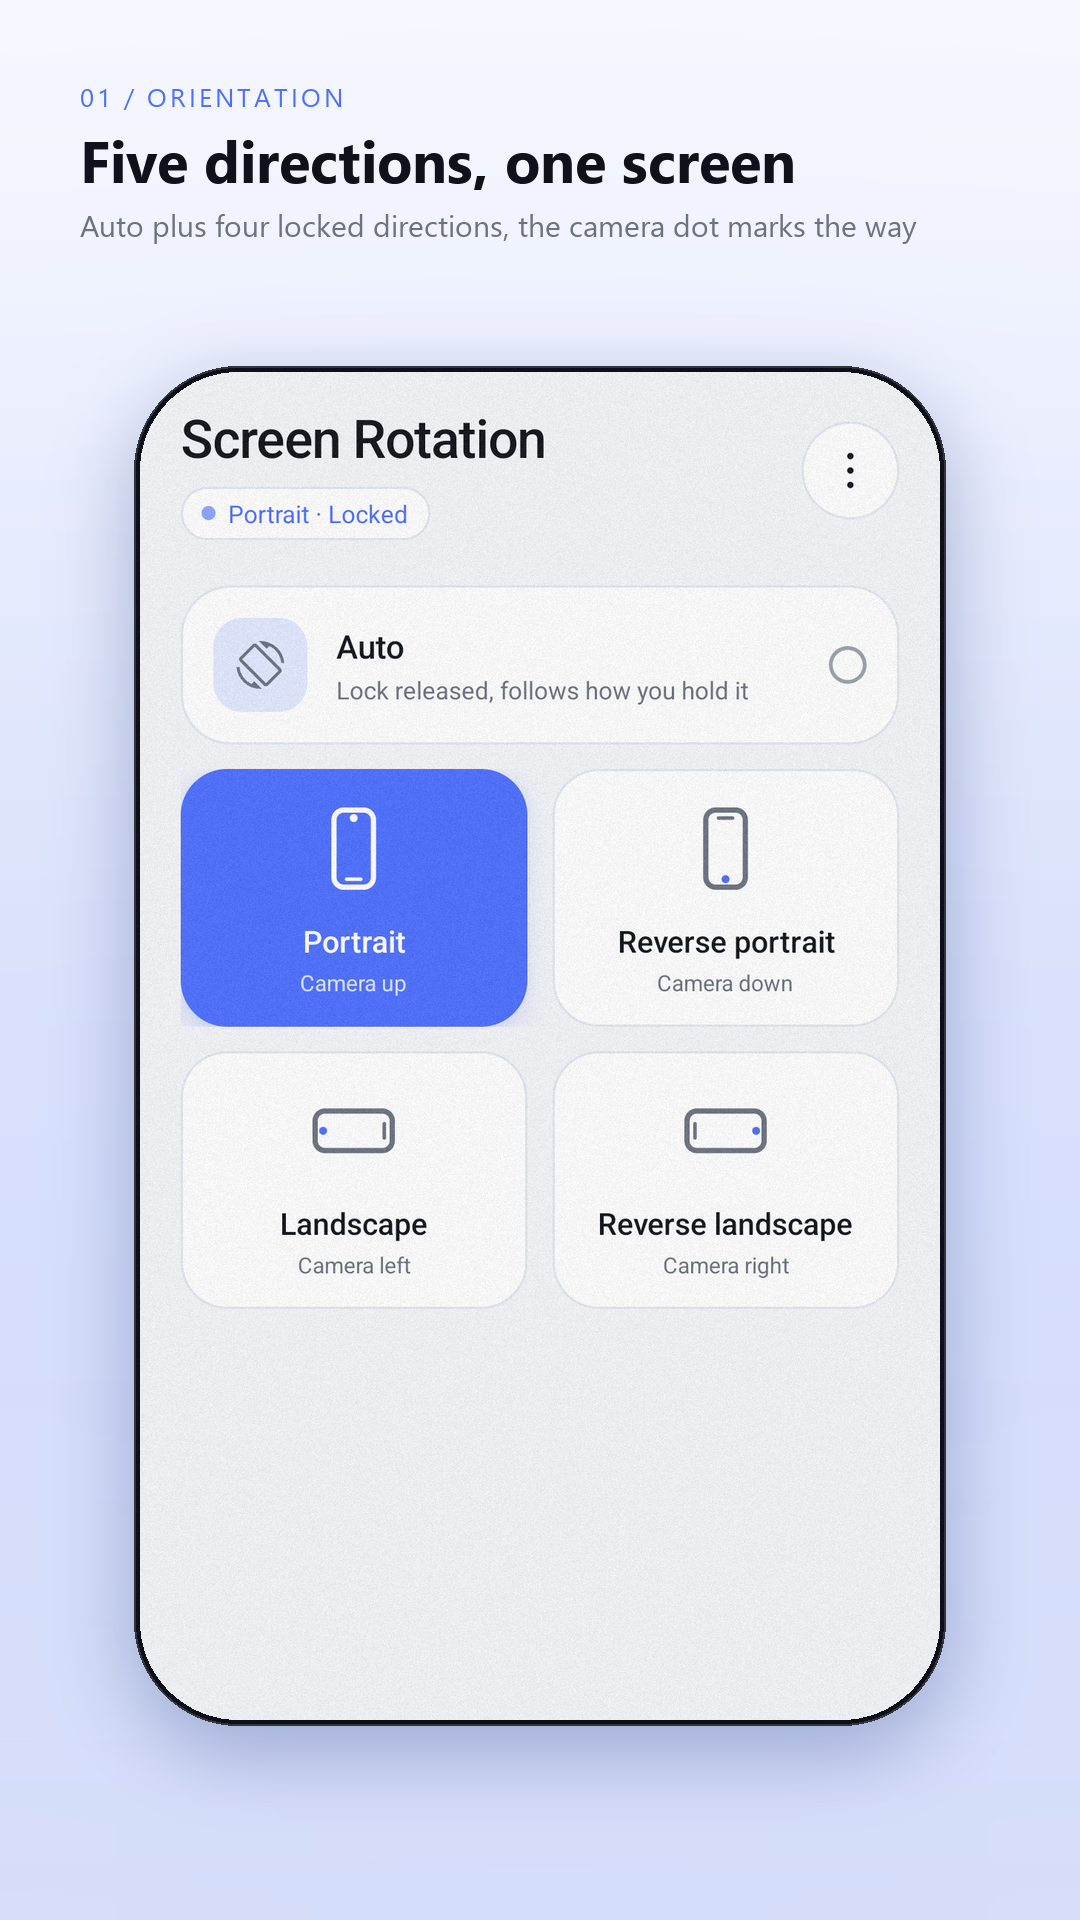 01 / ORIENTATION
Five directions, one screen
Auto plus four locked directions, the camera dot marks the way
Screen Rotation
Portrait · Locked
Auto
Lock released, follows how you hold it
Portrait
Camera up
Reverse portrait
Camera down
Landscape
Camera left
Reverse landscape
Camera right